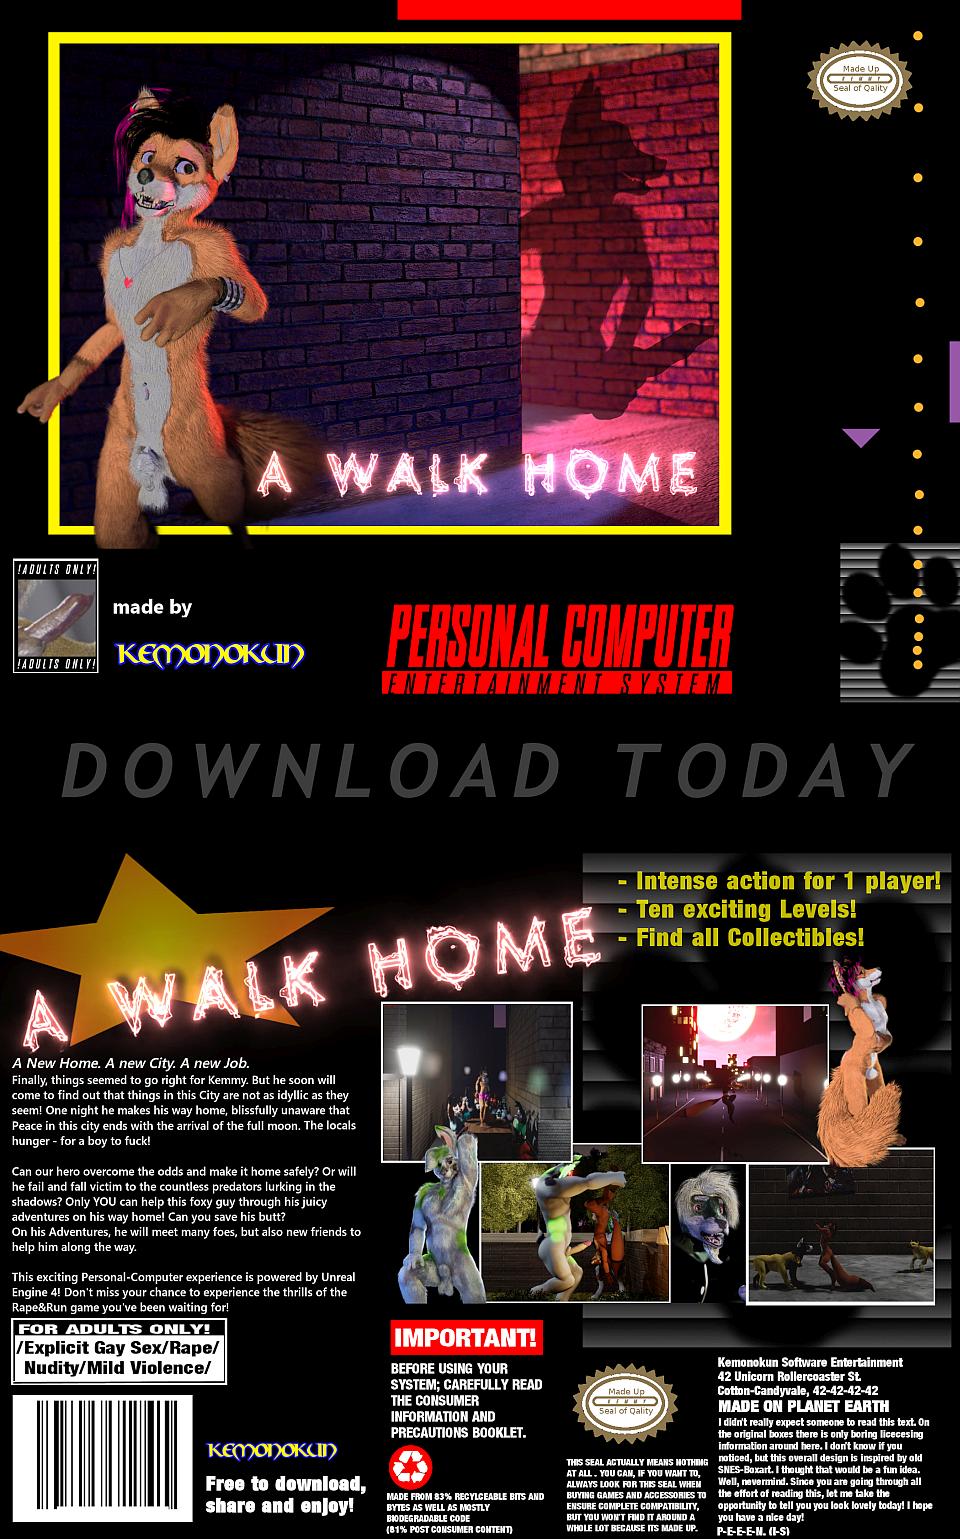 Made Up
KEMMY
Seal of Qality
A WALK HOME
!ADULTS ONLY!
!ADULTS ONLY!
made by
KEMONOKUN
PERSONAL COMPUTER
ENTERTAINMENT SYSTEM
DOWNLOAD TODAY
- Intense action for 1 player!
- Ten exciting Levels!
- Find all Collectibles!
A WALK HOME
A New Home. A new City. A new Job.
Finally, things seemed to go right for Kemmy. But he soon will
come to find out that things in this City are not as idyllic as they
seem! One night he makes his way home, blissfully unaware that
Peace in this city ends with the arrival of the full moon. The locals
hunger - for a boy to fuck!
Can our hero overcome the odds and make it home safely? Or will
he fail and fall victim to the countless predators lurking in the
shadows? Only YOU can help this foxy guy through his juicy
adventures on his way home! Can you save his butt?
On his Adventures, he will meet many foes, but also new friends to
help him along the way.
This exciting Personal-Computer experience is powered by Unreal
Engine 4! Don't miss your chance to experience the thrills of the
Rape&Run game you've been waiting for!
FOR ADULTS ONLY!
/Explicit Gay Sex/Rape/
Nudity/Mild Violence/
KEMONOKUN
Free to download,
share and enjoy!
IMPORTANT!
BEFORE USING YOUR
SYSTEM; CAREFULLY READ
THE CONSUMER
INFORMATION AND
PRECAUTIONS BOOKLET.
MADE FROM 83% RECYLCEABLE BITS AND
BYTES AS WELL AS MOSTLY
BIODEGRADABLE CODE
(81% POST CONSUMER CONTENT)
Made Up
KEMMY
Seal of Qality
THIS SEAL ACTUALLY MEANS NOTHING
AT ALL . YOU CAN, IF YOU WANT TO,
ALWAYS LOOK FOR THIS SEAL WHEN
BUYING GAMES AND ACCESSORIES TO
ENSURE COMPLETE COMPATIBILITY,
BUT YOU WON'T FIND IT AROUND A
WHOLE LOT BECAUSE ITS MADE UP.
Kemonokun Software Entertainment
42 Unicorn Rollercoaster St.
Cotton-Candyvale, 42-42-42-42
MADE ON PLANET EARTH
I didn't really expect someone to read this text. On
the original boxes there is only boring licecesing
information around here. I don't know if you
noticed, but this overall design is inspired by old
SNES-Boxart. I thought that would be a fun idea.
Well, nevermind. Since you are going through all
the effort of reading this, let me take the
opportunity to tell you you look lovely today! I hope
you have a nice day!
P-E-E-E-N. (I-S)